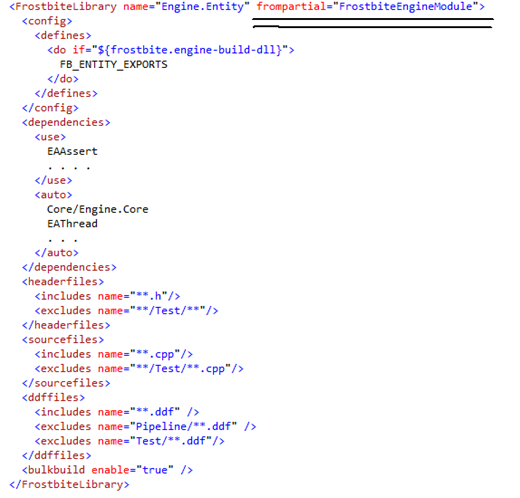 <FrostbiteLibrary name="Engine.Entity" frompartial="FrostbiteEngineModule">
<config>
<defines>
<do if="${frostbite.engine-build-dll}">
FB_ENTITY_EXPORTS
</do>
</defines>
</config>
<dependencies>
<use>
EAAssert
. . . .
</use>
<auto>
Core/Engine.Core
EAThread
. . .
</auto>
</dependencies>
<headerfiles>
<includes name="**.h"/>
<excludes name="**/Test/**"/>
</headerfiles>
<sourcefiles>
<includes name="**.cpp"/>
<excludes name="**/Test/**.cpp"/>
</sourcefiles>
<ddffiles>
<includes name="**.ddf" />
<excludes name="Pipeline/**.ddf" />
<excludes name="Test/**.ddf"/>
</ddffiles>
<bulkbuild enable="true" />
</FrostbiteLibrary>